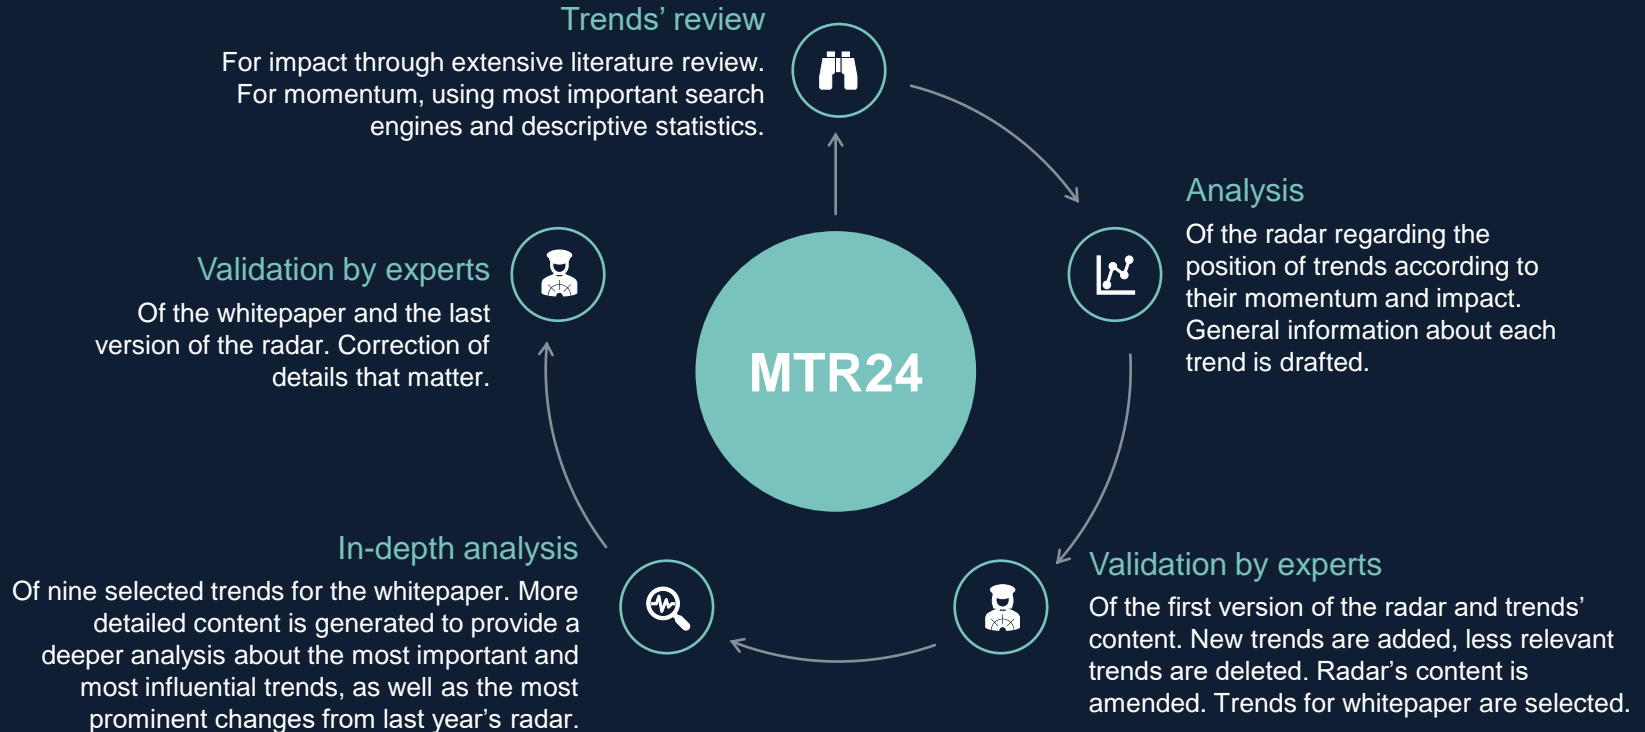 Trends’ review
For impact through extensive literature review.
For momentum, using most important search
engines and descriptive statistics.
Analysis
Of the radar regarding the
position of trends according to
their momentum and impact.
General information about each
trend is drafted.
Validation by experts
Of the first version of the radar and trends’
content. New trends are added, less relevant
trends are deleted. Radar’s content is
amended. Trends for whitepaper are selected.
In-depth analysis
Of nine selected trends for the whitepaper. More
detailed content is generated to provide a
deeper analysis about the most important and
most influential trends, as well as the most
prominent changes from last year’s radar.
Validation by experts
Of the whitepaper and the last
version of the radar. Correction of
details that matter.
MTR24